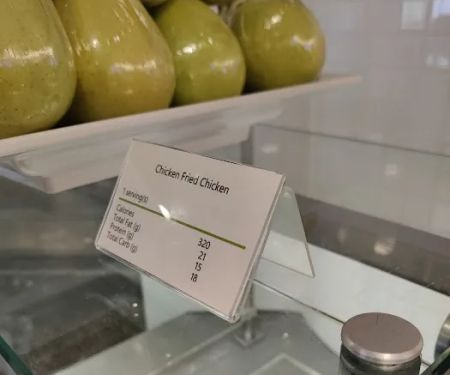 Chicken Fried Chicken
1 serving(s)
Calories 320
Total Fat (g) 21
Protein (g) 15
Total Carb (g) 18